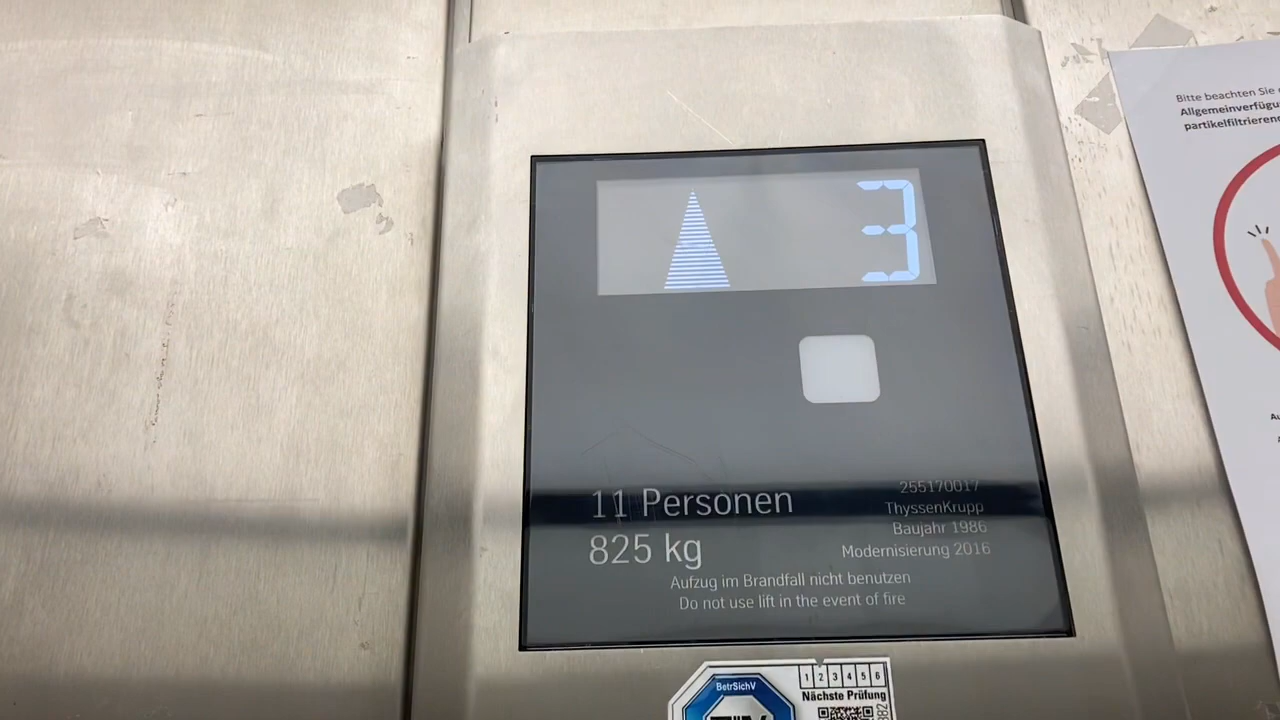 3
11 Personen
825 kg
255170017
ThyssenKrupp
Baujahr 1986
Modernisierung 2016
Aufzug im Brandfall nicht benutzen
Do not use lift in the event of fire
BetrSichV
1 2 3 4 5 6
Nächste Prüfung
Bitte beachten Sie
partikelfiltrieren